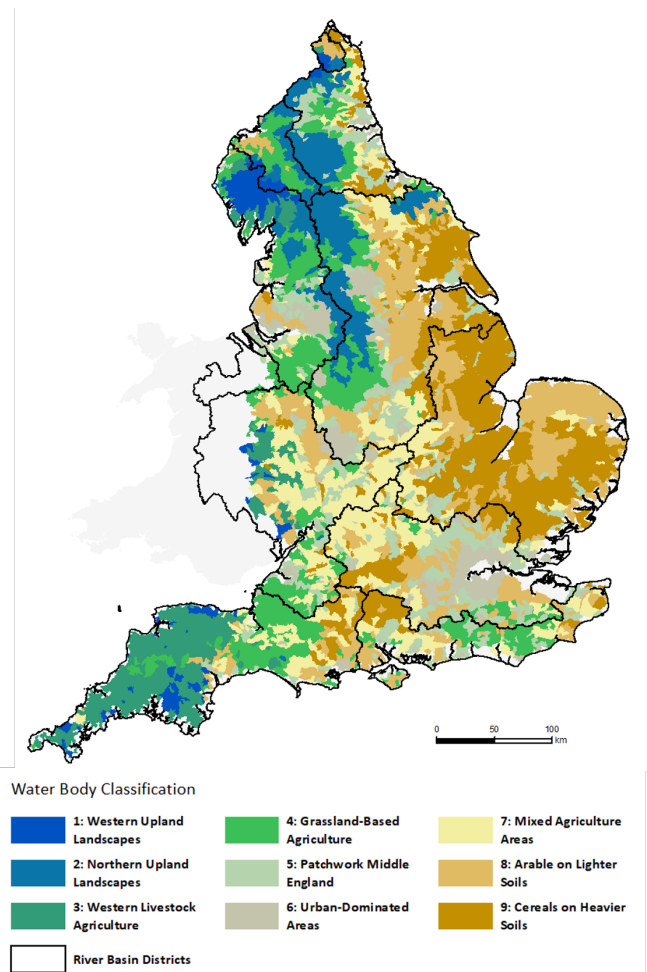 0 50 100
km
Water Body Classification
1: Western Upland
Landscapes
4: Grassland-Based
Agriculture
7: Mixed Agriculture
Areas
2: Northern Upland
Landscapes
5: Patchwork Middle
England
8: Arable on Lighter
Soils
3: Western Livestock
Agriculture
6: Urban-Dominated
Areas
9: Cereals on Heavier
Soils
River Basin Districts